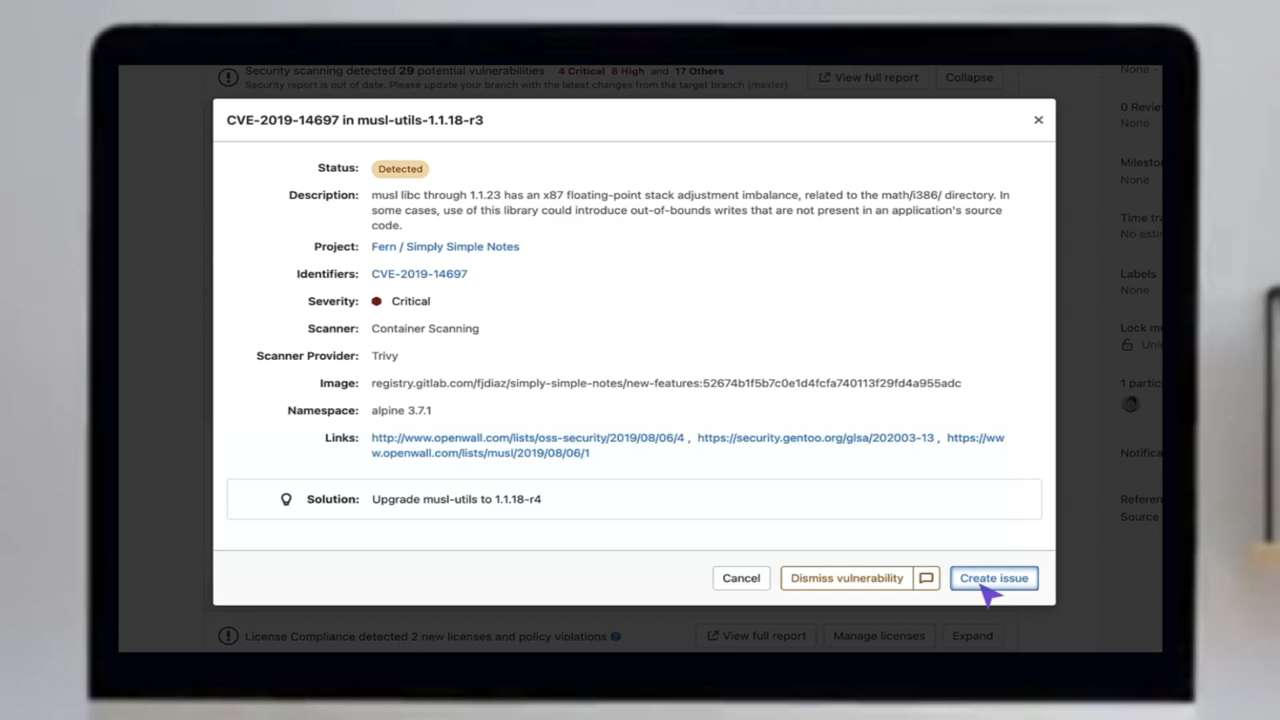 Security scanning detected 29 potential vulnerabilities 4 Critical 8 High and 17 Others
View full report
Collapse
Security report is out of date. Please update your branch with the latest changes from the target branch (master)
None -
CVE-2019-14697 in musl-utils-1.1.18-r3
0 Revie
None
Status: Detected
Milesto
None
Description: musl libc through 1.1.23 has an x87 floating-point stack adjustment imbalance, related to the math/i386/ directory. In
some cases, use of this library could introduce out-of-bounds writes that are not present in an application's source
code.
Time tra
No esti
Project: Fern / Simply Simple Notes
Identifiers: CVE-2019-14697
Labels
None
Severity: Critical
Scanner: Container Scanning
Lock m
Scanner Provider: Trivy
Image: registry.gitlab.com/fjdiaz/simply-simple-notes/new-features:52674b1f5b7c0e1d4fcfa740113f29fd4a955adc
1 partic
Namespace: alpine 3.7.1
Links: http://www.openwall.com/lists/oss-security/2019/08/06/4 , https://security.gentoo.org/glsa/202003-13 , https://ww
w.openwall.com/lists/musl/2019/08/06/1
Notifica
Solution: Upgrade musl-utils to 1.1.18-r4
Referen
Source
Cancel
Dismiss vulnerability
Create issue
License Compliance detected 2 new licenses and policy violations
View full report
Manage licenses
Expand